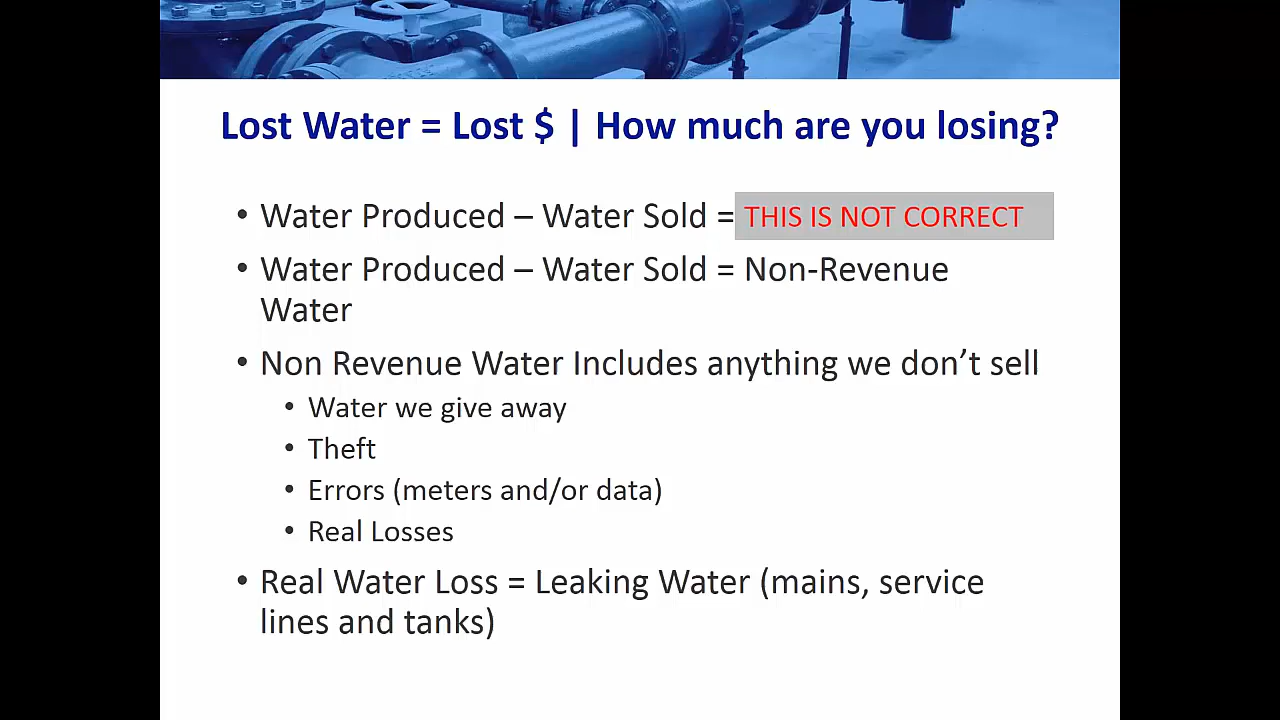 Lost Water = Lost $ | How much are you losing?
• Water Produced – Water Sold = THIS IS NOT CORRECT
• Water Produced – Water Sold = Non-Revenue
Water
• Non Revenue Water Includes anything we don’t sell
• Water we give away
• Theft
• Errors (meters and/or data)
• Real Losses
• Real Water Loss = Leaking Water (mains, service
lines and tanks)